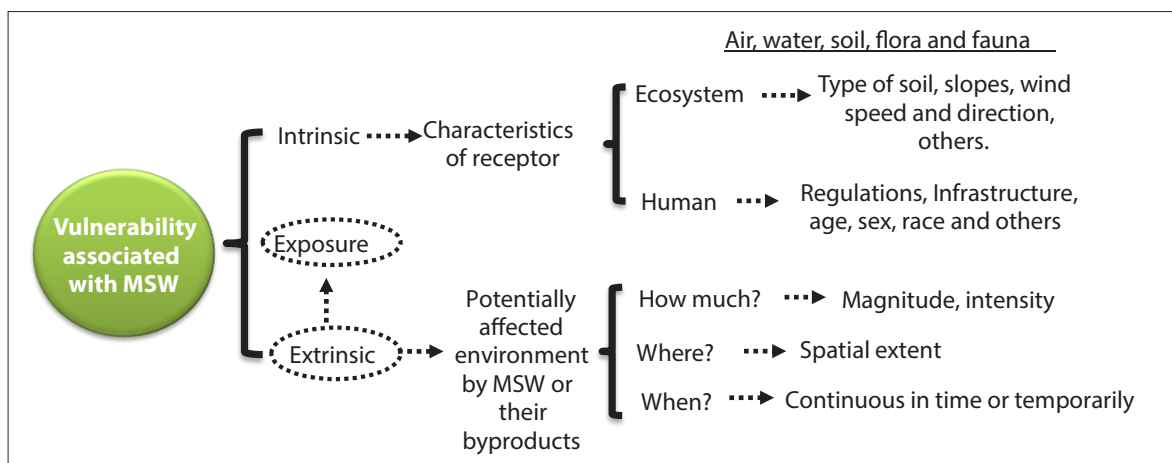 Air, water, soil, flora and fauna
Ecosystem
Type of soil, slopes, wind
speed and direction,
others.
Intrinsic
Characteristics
of receptor
Human
Regulations, Infrastructure,
age, sex, race and others
Vulnerability
associated
with MSW
Exposure
Extrinsic
Potentially
affected
environment
by MSW or
their
byproducts
How much?
Magnitude, intensity
Where?
Spatial extent
When?
Continuous in time or temporarily